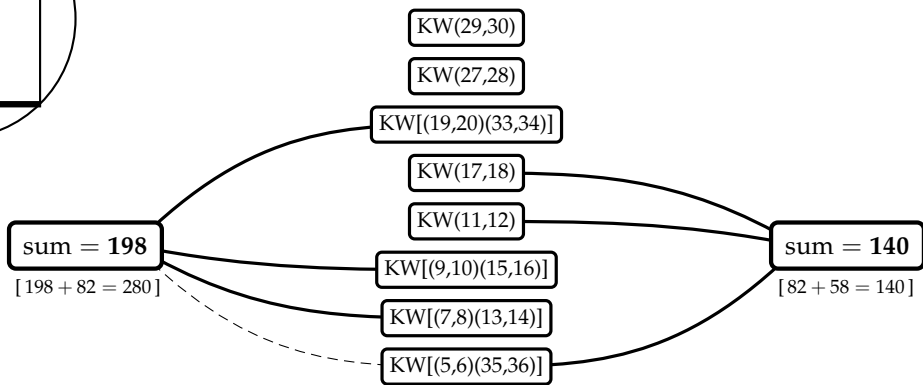 KW(29,30)
KW(27,28)
KW[(19,20)(33,34)]
KW(17,18)
KW(11,12)
sum = 198
sum = 140
KW[(9,10)(15,16)]
[198 + 82 = 280]
[82 + 58 = 140]
KW[(7,8)(13,14)]
KW[(5,6)(35,36)]